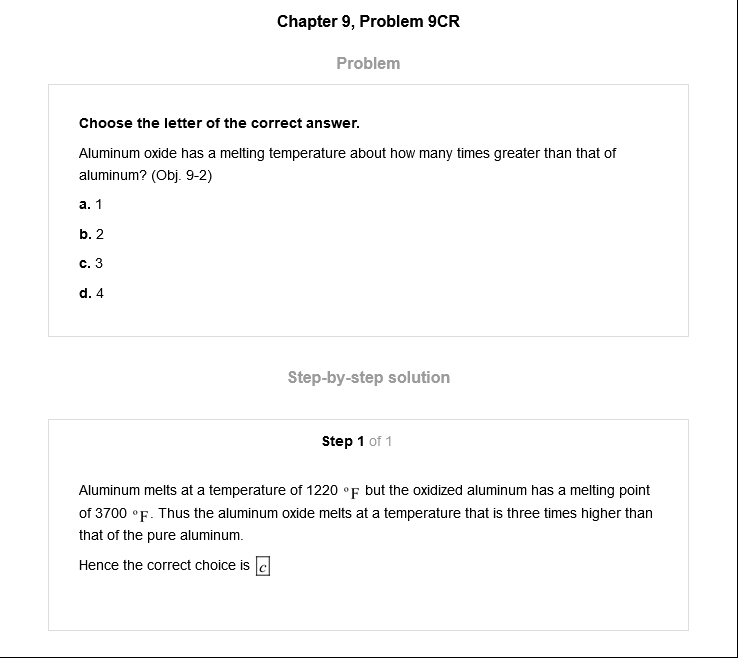 Chapter 9, Problem 9CR
Problem
Choose the letter of the correct answer.
Aluminum oxide has a melting temperature about how many times greater than that of
aluminum? (Obj. 9-2)
a. 1
b. 2
c. 3
d. 4
Step-by-step solution
Step 1 of 1
Aluminum melts at a temperature of 1220 °F but the oxidized aluminum has a melting point
of 3700 °F. Thus the aluminum oxide melts at a temperature that is three times higher than
that of the pure aluminum.
Hence the correct choice is c